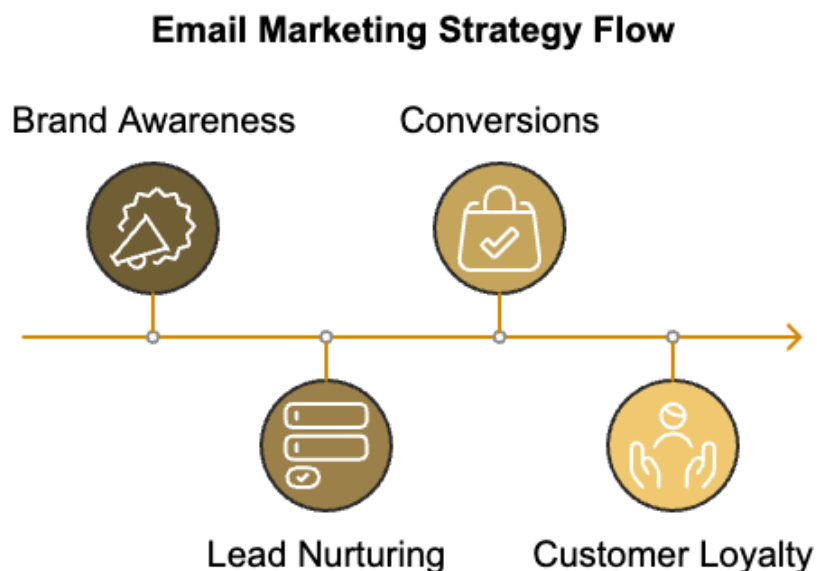 Email Marketing Strategy Flow
Brand Awareness
Conversions
Lead Nurturing
Customer Loyalty